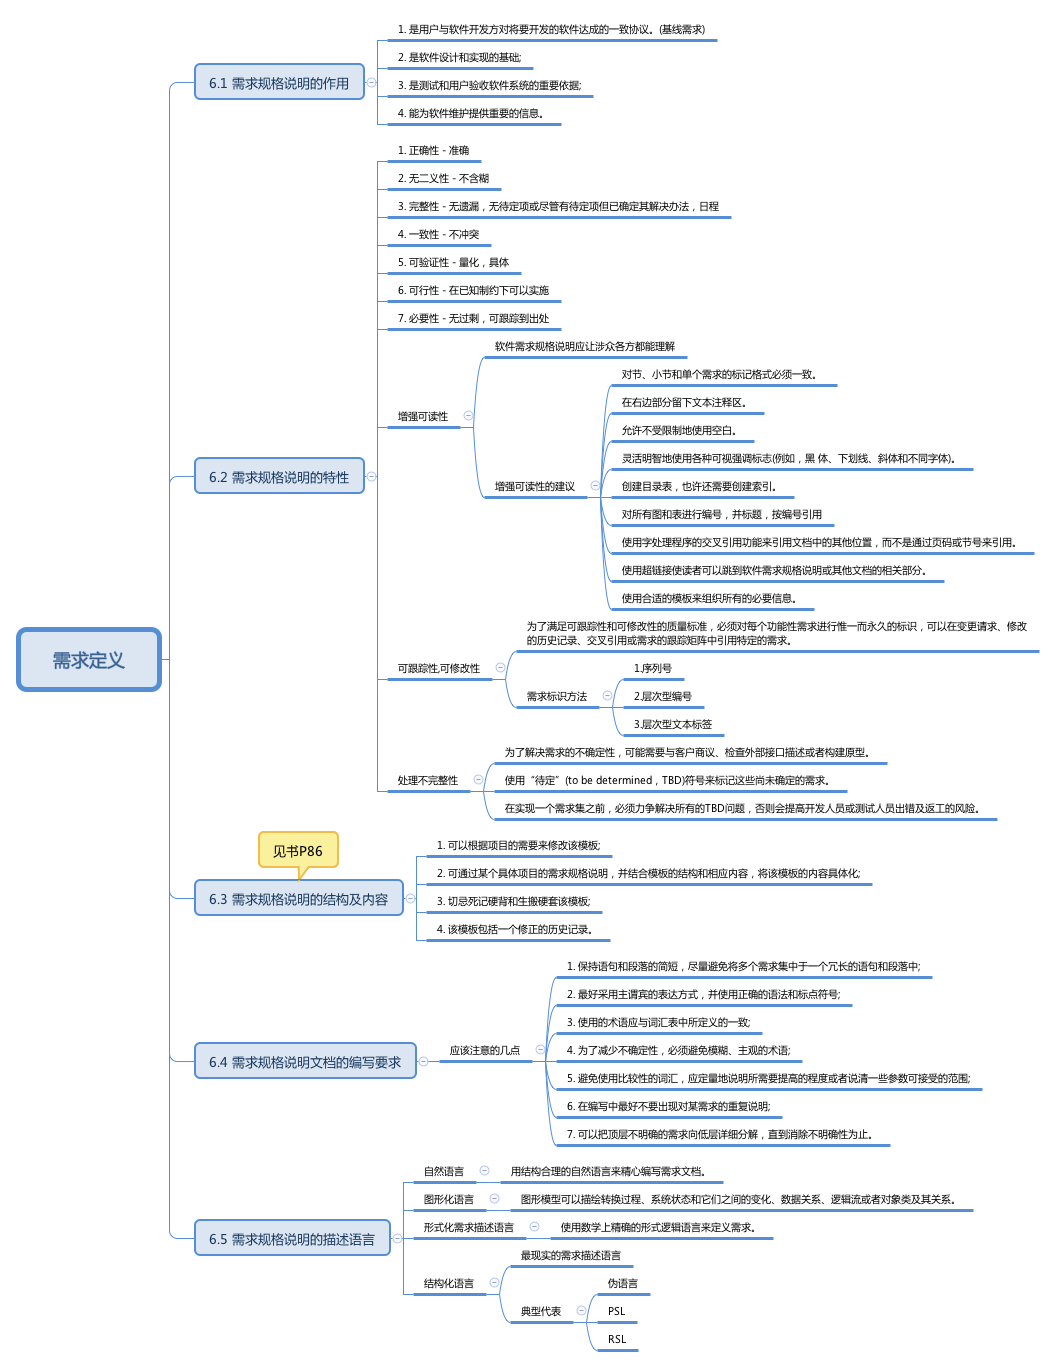 需求定义
6.1 需求规格说明的作用
1. 是用户与软件开发方对将要开发的软件达成的一致协议。(基线需求)
2. 是软件设计和实现的基础;
3. 是测试和用户验收软件系统的重要依据;
4. 能为软件维护提供重要的信息。
6.2 需求规格说明的特性
1. 正确性 - 准确
2. 无二义性 - 不含糊
3. 完整性 - 无遗漏，无待定项或尽管有待定项但已确定其解决办法，日程
4. 一致性 - 不冲突
5. 可验证性 - 量化，具体
6. 可行性 - 在已知制约下可以实施
7. 必要性 - 无过剩，可跟踪到出处
增强可读性
软件需求规格说明应让涉众各方都能理解
增强可读性的建议
对节、小节和单个需求的标记格式必须一致。
在右边部分留下文本注释区。
允许不受限制地使用空白。
灵活明智地使用各种可视强调标志(例如，黑 体、下划线、斜体和不同字体)。
创建目录表，也许还需要创建索引。
对所有图和表进行编号，并标题，按编号引用
使用字处理程序的交叉引用功能来引用文档中的其他位置，而不是通过页码或节号来引用。
使用超链接使读者可以跳到软件需求规格说明或其他文档的相关部分。
使用合适的模板来组织所有的必要信息。
可跟踪性,可修改性
为了满足可跟踪性和可修改性的质量标准，必须对每个功能性需求进行惟一而永久的标识，可以在变更请求、修改
的历史记录、交叉引用或需求的跟踪矩阵中引用特定的需求。
需求标识方法
1.序列号
2.层次型编号
3.层次型文本标签
处理不完整性
为了解决需求的不确定性，可能需要与客户商议、检查外部接口描述或者构建原型。
使用“待定”(to be determined，TBD)符号来标记这些尚未确定的需求。
在实现一个需求集之前，必须力争解决所有的TBD问题，否则会提高开发人员或测试人员出错及返工的风险。
见书P86
6.3 需求规格说明的结构及内容
1. 可以根据项目的需要来修改该模板;
2. 可通过某个具体项目的需求规格说明，并结合模板的结构和相应内容，将该模板的内容具体化;
3. 切忌死记硬背和生搬硬套该模板;
4. 该模板包括一个修正的历史记录。
6.4 需求规格说明文档的编写要求
应该注意的几点
1. 保持语句和段落的简短，尽量避免将多个需求集中于一个冗长的语句和段落中;
2. 最好采用主谓宾的表达方式，并使用正确的语法和标点符号;
3. 使用的术语应与词汇表中所定义的一致;
4. 为了减少不确定性，必须避免模糊、主观的术语;
5. 避免使用比较性的词汇，应定量地说明所需要提高的程度或者说清一些参数可接受的范围;
6. 在编写中最好不要出现对某需求的重复说明;
7. 可以把顶层不明确的需求向低层详细分解，直到消除不明确性为止。
6.5 需求规格说明的描述语言
自然语言
用结构合理的自然语言来精心编写需求文档。
图形化语言
图形模型可以描绘转换过程、系统状态和它们之间的变化、数据关系、逻辑流或者对象类及其关系。
形式化需求描述语言
使用数学上精确的形式逻辑语言来定义需求。
结构化语言
最现实的需求描述语言
典型代表
伪语言
PSL
RSL